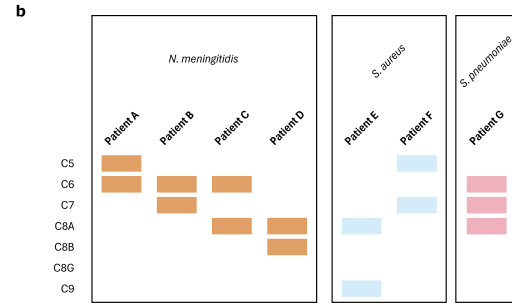 b
N. meningitidis
S. aureus
S. pneumoniae
Patient A
Patient B
Patient C
Patient D
Patient E
Patient F
Patient G
C5
C6
C7
C8A
C8B
C8G
C9